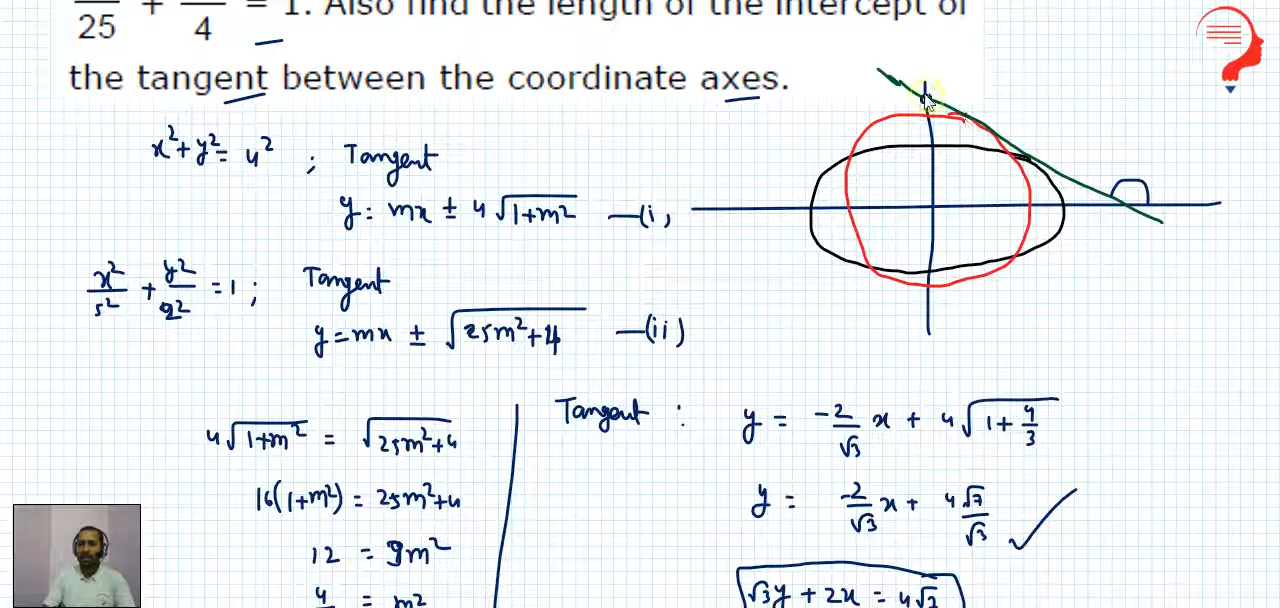 25 + 4 = 1. Also find the length of the intercept of
the tangent between the coordinate axes.
x²+y²= 4² ; Tangent
y = mx ± 4√1+m² —(i)
x²/5² + y²/2² = 1 ; Tangent
y = mx ± √25m²+4 —(ii)
4√1+m² = √25m²+4
16(1+m²) = 25m²+4
12 = 9m²
4 = m²
Tangent : y = -2/√3 x + 4√1+4/3
y = -2/√3 x + 4√7/√3
√3y + 2x = 4√7